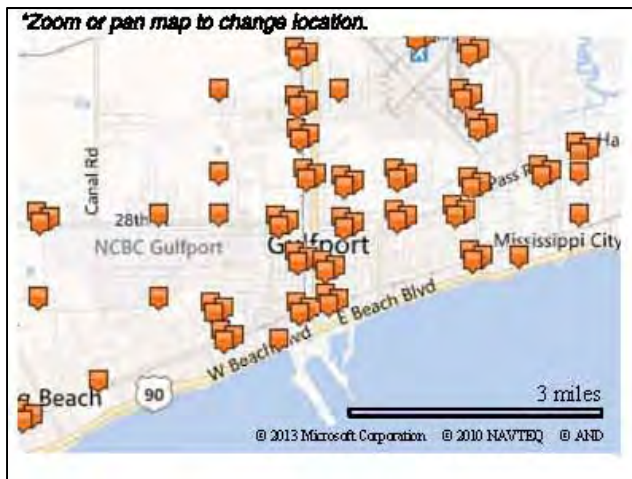 *Zoom or pan map to change location.
Canal Rd
Pass
Ha
28th
NCBC Gulfport
Gulfport
Mississippi City
E Beach Blvd
W Beach
90
Beach
3 miles
© 2013 Microsoft Corporation © 2010 NAVTEQ © AND